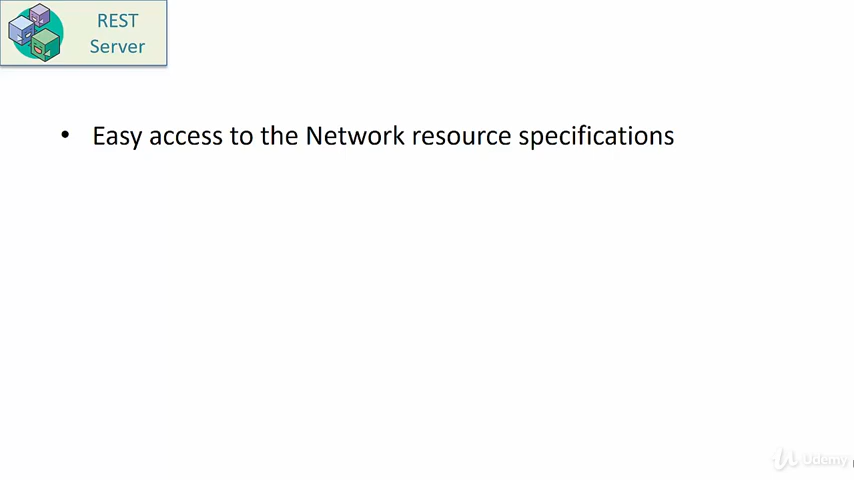 REST
Server
• Easy access to the Network resource specifications
Udemy